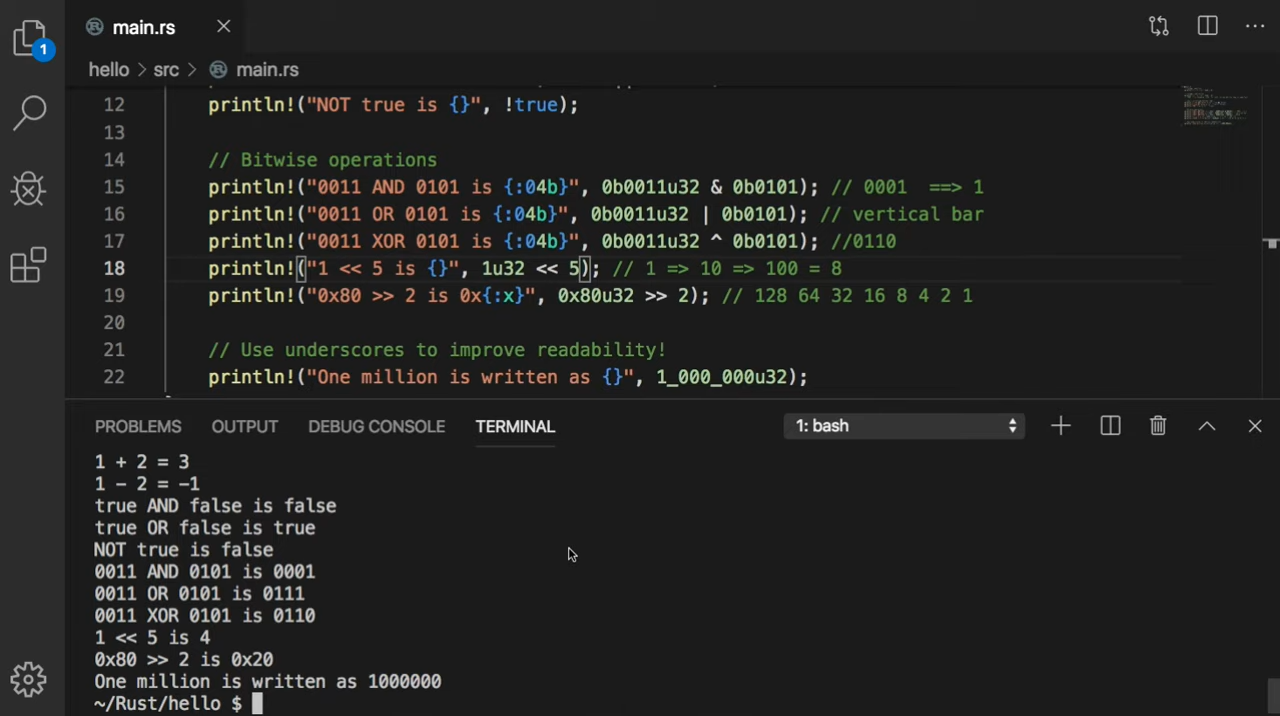 main.rs
1
hello > src > main.rs
12 println!("NOT true is {}", !true);
13
14 // Bitwise operations
15 println!("0011 AND 0101 is {:04b}", 0b0011u32 & 0b0101); // 0001  ==> 1
16 println!("0011 OR 0101 is {:04b}", 0b0011u32 | 0b0101); // vertical bar
17 println!("0011 XOR 0101 is {:04b}", 0b0011u32 ^ 0b0101); //0110
18 println!("1 << 5 is {}", 1u32 << 5); // 1 => 10 => 100 = 8
19 println!("0x80 >> 2 is 0x{:x}", 0x80u32 >> 2); // 128 64 32 16 8 4 2 1
20
21 // Use underscores to improve readability!
22 println!("One million is written as {}", 1_000_000u32);
PROBLEMS OUTPUT DEBUG CONSOLE TERMINAL 1: bash
1 + 2 = 3
1 - 2 = -1
true AND false is false
true OR false is true
NOT true is false
0011 AND 0101 is 0001
0011 OR 0101 is 0111
0011 XOR 0101 is 0110
1 << 5 is 4
0x80 >> 2 is 0x20
One million is written as 1000000
~/Rust/hello $